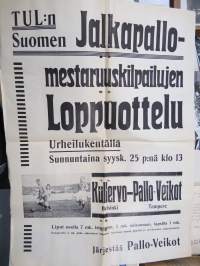 TUL:n
Suomen Jalkapallo-
mestaruuskilpailujen
Loppuottelu
Urheilukentällä
Sunnuntaina syysk. 25 p:nä klo 13
Kullervo-Pallo-Veikot
Helsinki Tampere
Järjestää Pallo-Veikot